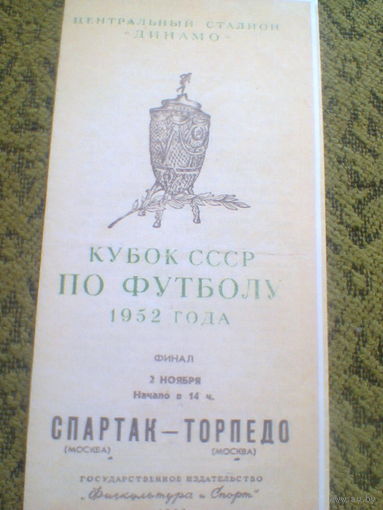 ЦЕНТРАЛЬНЫЙ СТАДИОН
„ДИНАМО“
КУБОК СССР
ПО ФУТБОЛУ
1952 ГОДА
ФИНАЛ
2 НОЯБРЯ
Начало в 14 ч.
СПАРТАК—ТОРПЕДО
(МОСКВА) (МОСКВА)
ГОСУДАРСТВЕННОЕ ИЗДАТЕЛЬСТВО
„Физкультура и Спорт“